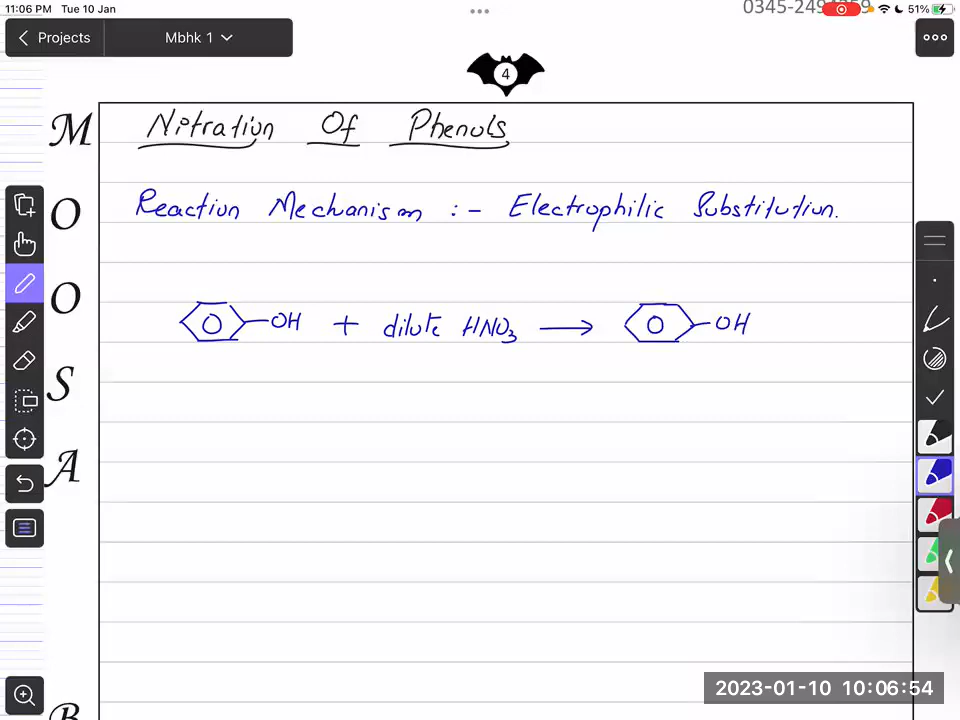 11:06 PM Tue 10 Jan
51%
Projects
Mbhk 1
4
Nitration Of Phenols
Reaction Mechanism :- Electrophilic Substitution.
OH + dilute HNO3 → OH
M
O
O
S
A
2023-01-10 10:06:54